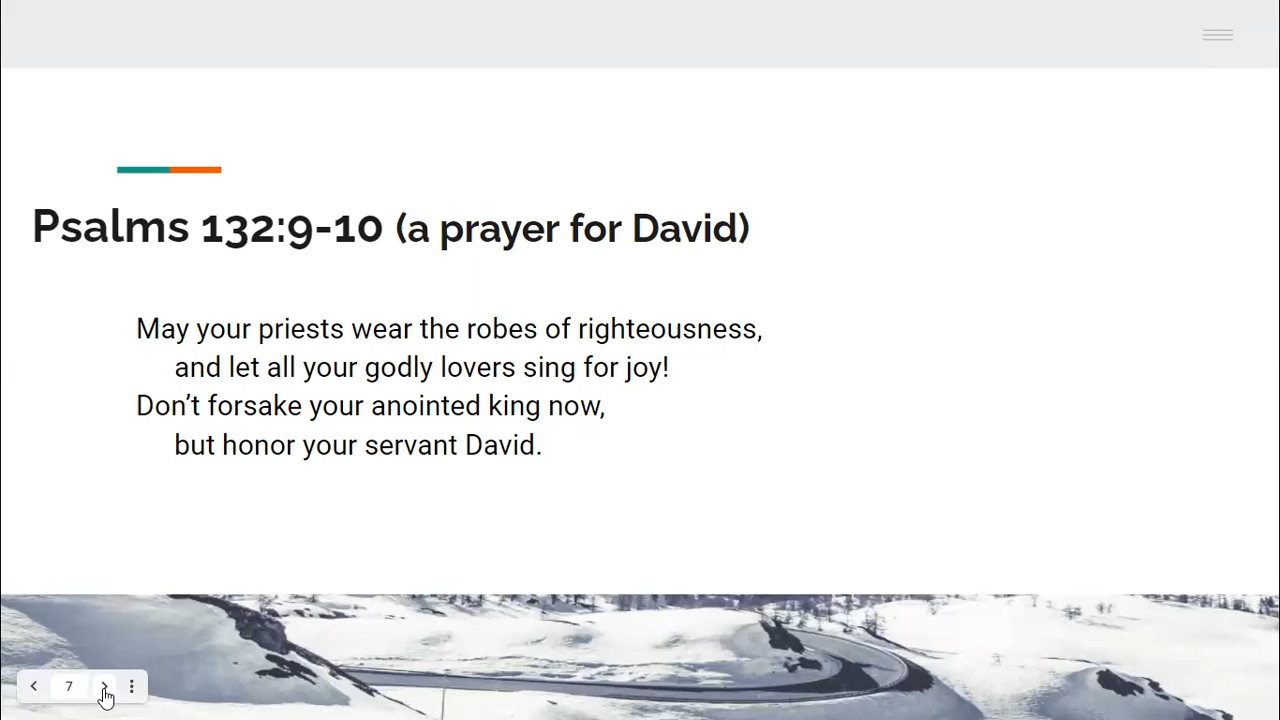 Psalms 132:9-10 (a prayer for David)
May your priests wear the robes of righteousness,
and let all your godly lovers sing for joy!
Don’t forsake your anointed king now,
but honor your servant David.
7